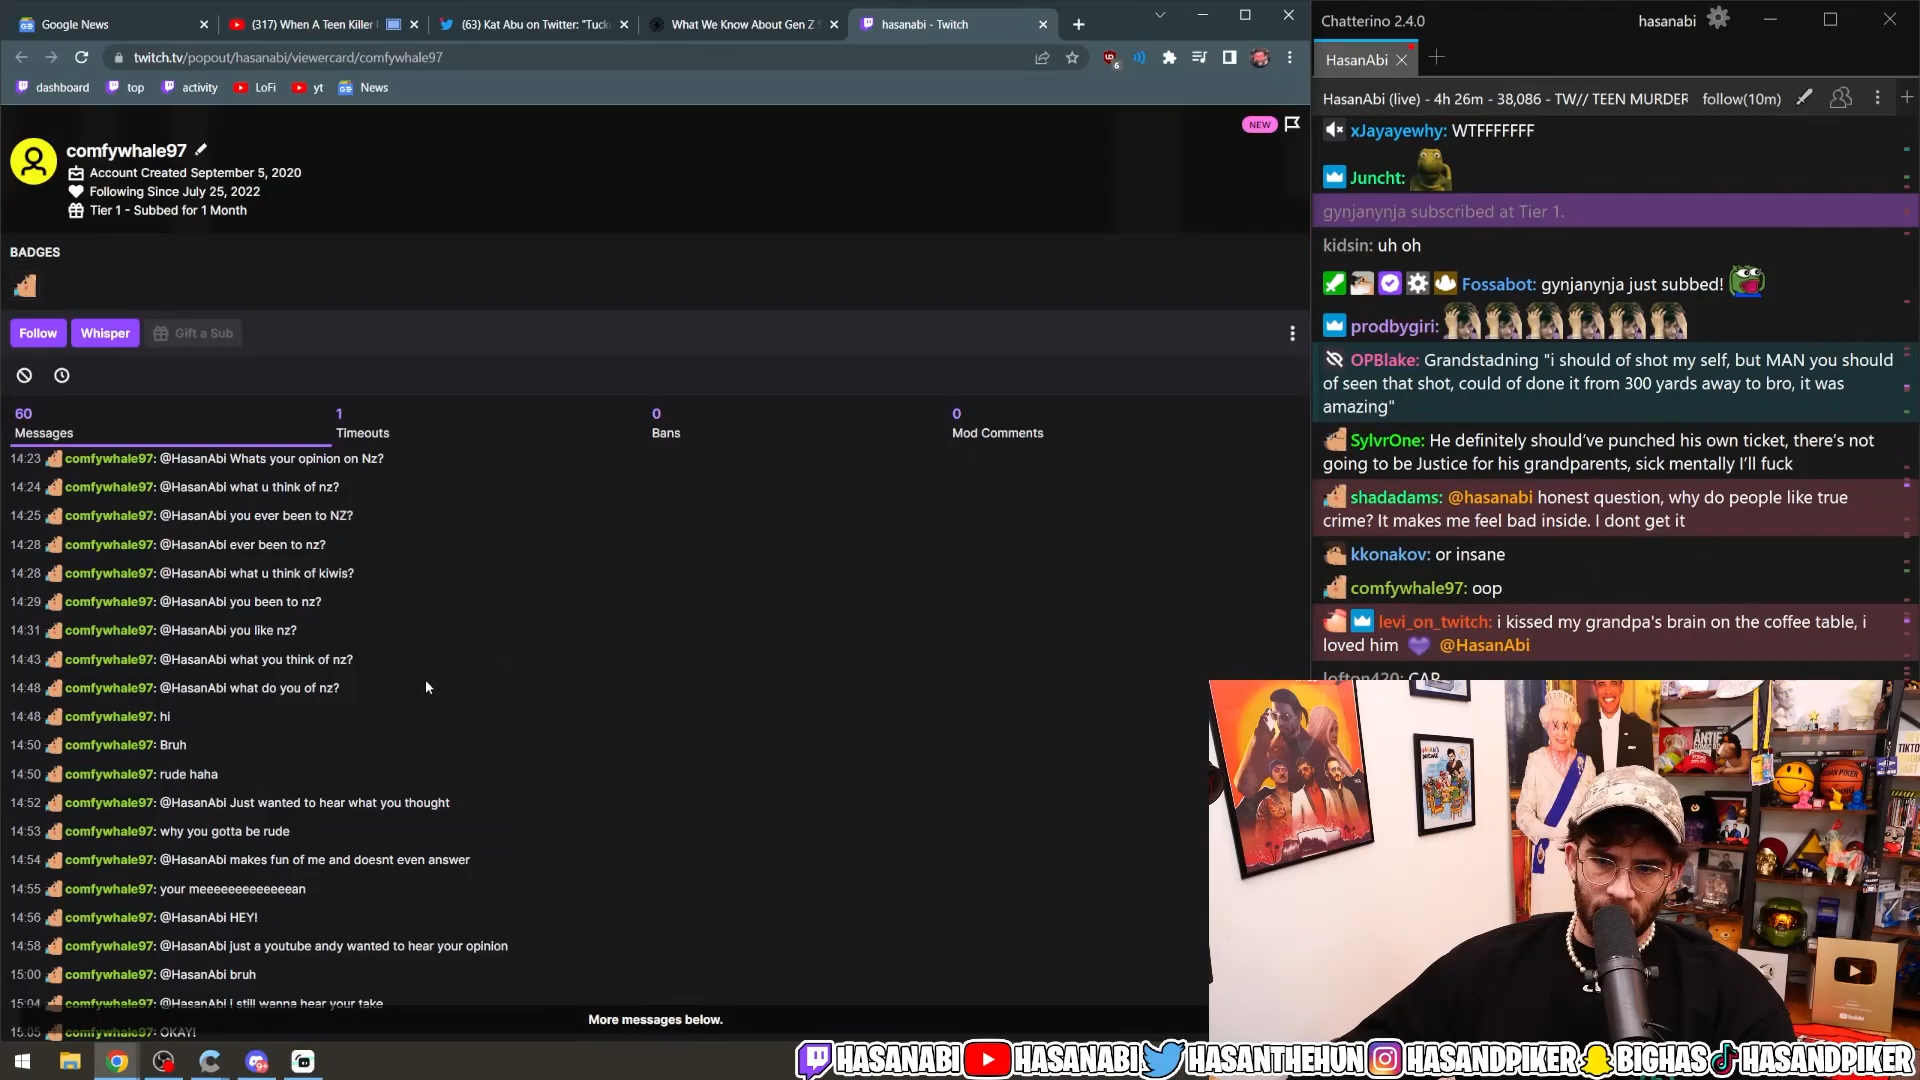 Google News
(317) When A Teen Killer
(63) Kat Abu on Twitter: "Tuck
What We Know About Gen Z
hasanabi - Twitch
twitch.tv/popout/hasanabi/viewercard/comfywhale97
dashboard
top
activity
LoFi
yt
News
NEW
comfywhale97
Account Created September 5, 2020
Following Since July 25, 2022
Tier 1 - Subbed for 1 Month
BADGES
Follow
Whisper
Gift a Sub
60
Messages
1
Timeouts
0
Bans
0
Mod Comments
14:23 comfywhale97: @HasanAbi Whats your opinion on Nz?
14:24 comfywhale97: @HasanAbi what u think of nz?
14:25 comfywhale97: @HasanAbi you ever been to NZ?
14:28 comfywhale97: @HasanAbi ever been to nz?
14:28 comfywhale97: @HasanAbi what u think of kiwis?
14:29 comfywhale97: @HasanAbi you been to nz?
14:31 comfywhale97: @HasanAbi you like nz?
14:43 comfywhale97: @HasanAbi what you think of nz?
14:48 comfywhale97: @HasanAbi what do you of nz?
14:48 comfywhale97: hi
14:50 comfywhale97: Bruh
14:50 comfywhale97: rude haha
14:52 comfywhale97: @HasanAbi Just wanted to hear what you thought
14:53 comfywhale97: why you gotta be rude
14:54 comfywhale97: @HasanAbi makes fun of me and doesnt even answer
14:55 comfywhale97: your meeeeeeeeeeeeean
14:56 comfywhale97: @HasanAbi HEY!
14:58 comfywhale97: @HasanAbi just a youtube andy wanted to hear your opinion
15:00 comfywhale97: @HasanAbi bruh
15:04 comfywhale97: @HasanAbi i still wanna hear your take
15:05 comfywhale97: OKAY!
More messages below.
Chatterino 2.4.0
hasanabi
HasanAbi
HasanAbi (live) - 4h 26m - 38,086 - TW// TEEN MURDER
follow(10m)
xJayayewhy: WTFFFFFFF
Juncht:
gynjanynja subscribed at Tier 1.
kidsin: uh oh
Fossabot: gynjanynja just subbed!
prodbygiri:
OPBlake: Grandstadning "i should of shot my self, but MAN you should
of seen that shot, could of done it from 300 yards away to bro, it was
amazing"
SylvrOne: He definitely should've punched his own ticket, there's not
going to be Justice for his grandparents, sick mentally I'll fuck
shadadams: @hasanabi honest question, why do people like true
crime? It makes me feel bad inside. I dont get it
kkonakov: or insane
comfywhale97: oop
levi_on_twitch: i kissed my grandpa's brain on the coffee table, i
loved him @HasanAbi
lofton420: CAP
HASANABI HASANABI HASANTHEHUN HASANDPIKER BIGHAS HASANDPIKER